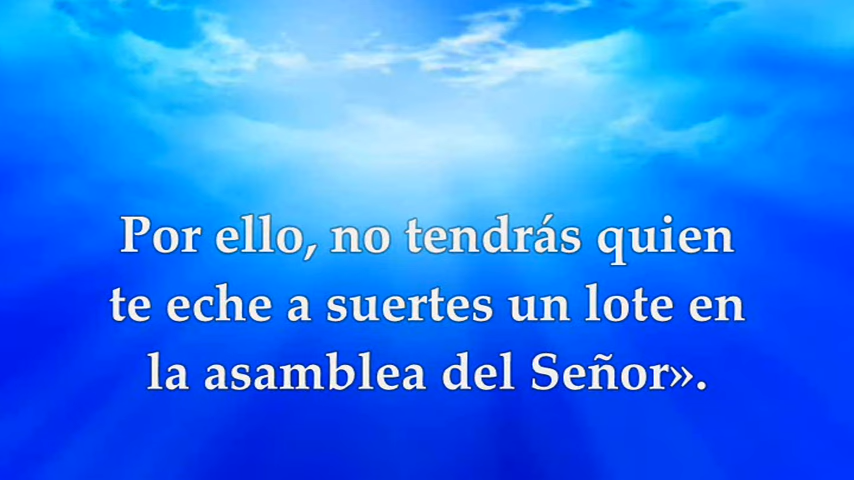 Por ello, no tendrás quien
te eche a suertes un lote en
la asamblea del Señor».